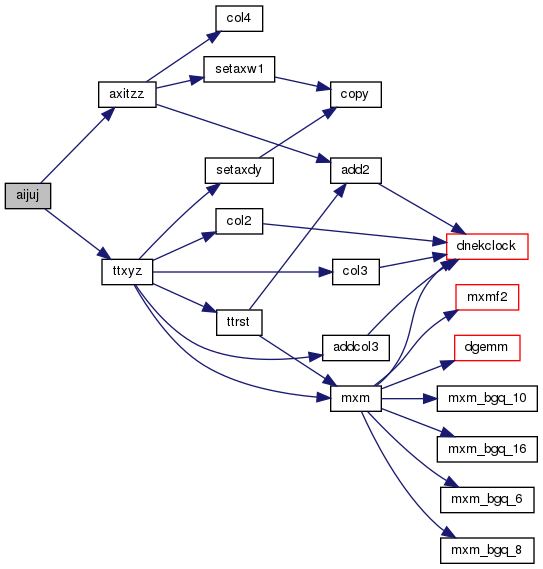 col4
setaxw1
axitzz
copy
setaxdy
add2
aijuj
col2
dnekclock
ttxyz
col3
mxmf2
ttrst
addcol3
dgemm
mxm
mxm_bgq_10
mxm_bgq_16
mxm_bgq_6
mxm_bgq_8